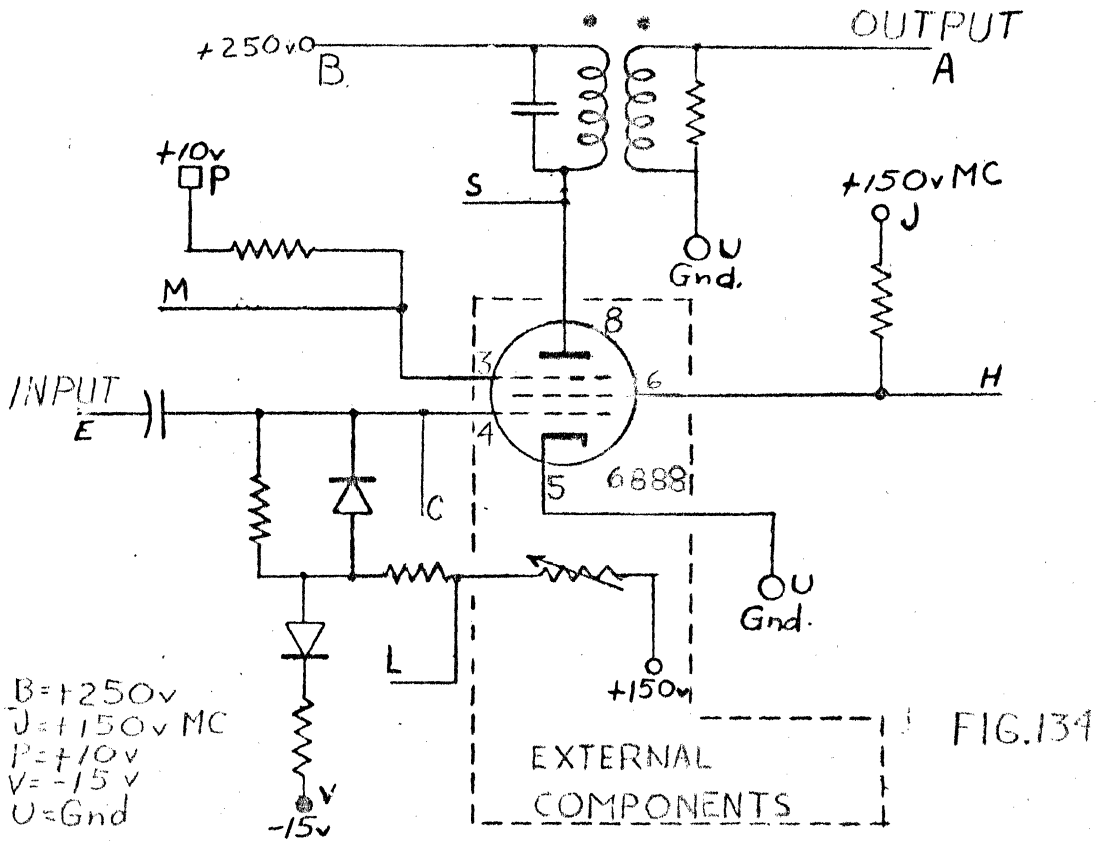 OUTPUT
+250v
B
A
+10v
P
S
+150v MC
J
U
Gnd.
M
8
3
6
H
INPUT
E
4
5
6888
C
U
Gnd.
L
+150v
B=+250v
J=+150v MC
P=+10v
V=-15v
U=Gnd
V
-15v
EXTERNAL
COMPONENTS
FIG.134